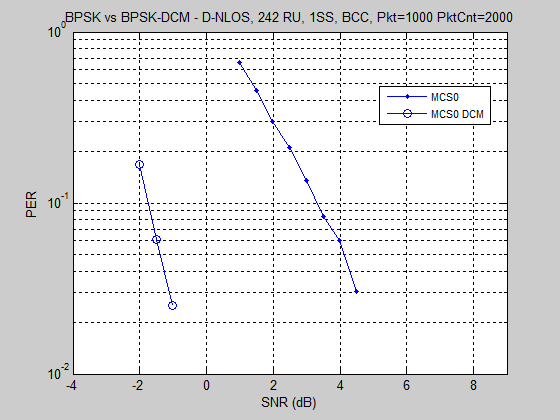 BPSK vs BPSK-DCM - D-NLOS, 242 RU, 1SS, BCC, Pkt=1000 PktCnt=2000
10^0
MCS0
MCS0 DCM
10^-1
PER
10^-2
-4 -2 0 2 4 6 8
SNR (dB)